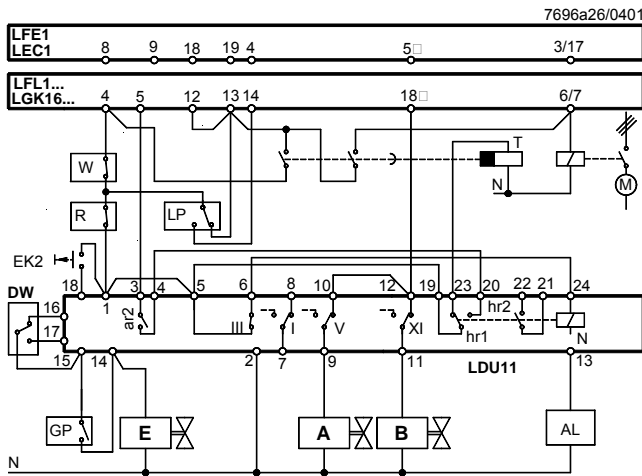 7696a26/0401
LFE1
LEC1
8 9 18 19 4 5□ 3/17
LFL1...
LGK16...
4 5 12 13 14 18□ 6/7
W
T
N
M
R
LP
EK2
18 1 3 4 5 6 8 10 12 19 23 20 22 21 24
DW
16
17
ar2
III
I
V
XI
hr1
hr2
N
15 14 2 7 9 11 LDU11 13
GP
E
A
B
AL
N